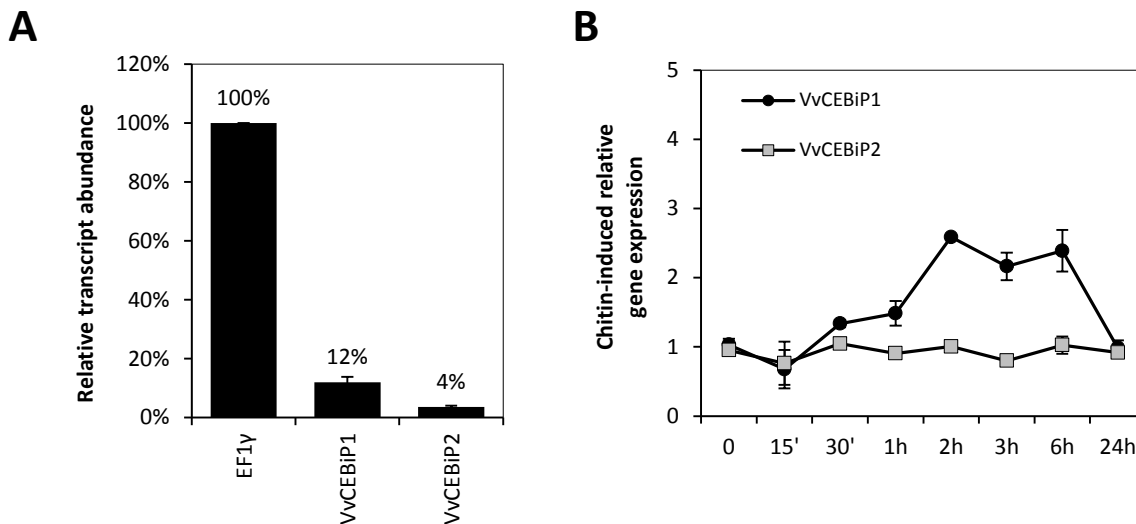 A
Relative transcript abundance
120%
100%
80%
60%
40%
20%
0%
100%
12%
4%
EF1γ
VvCEBiP1
VvCEBiP2
B
Chitin-induced relative
gene expression
5
4
3
2
1
0
VvCEBiP1
VvCEBiP2
0 15' 30' 1h 2h 3h 6h 24h